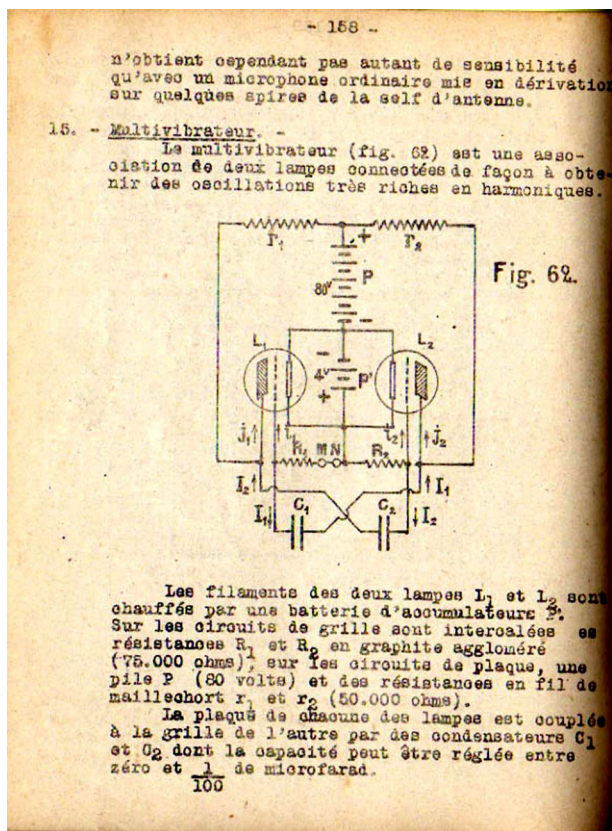 - 158 -
n'obtient cependant pas autant de sensibilité
qu'avec un microphone ordinaire mis en dérivation
sur quelques spires de la self d'antenne.
15. - Multivibrateur. -
Le multivibrateur (fig. 62) est une asso-
ciation de deux lampes connectées de façon à obte-
nir des oscillations très riches en harmoniques.
r1 + r2
80v P
Fig. 62.
-
L1 L2
-
4v P'
+
j1 i1 i2 j2
R1 M N R2
I2 I1
C1 C2
I1 I2
Les filaments des deux lampes L1 et L2 sont
chauffés par une batterie d'accumulateurs P'.
Sur les circuits de grille sont intercalées es
résistances R1 et R2 en graphite aggloméré
(75.000 ohms), sur les circuits de plaque, une
pile P (80 volts) et des résistances en fil de
maillechort r1 et r2 (50.000 ohms).
La plaque de chacune des lampes est couplée
à la grille de l'autre par des condensateurs C1
et C2 dont la capacité peut être réglée entre
zéro et 1/100 de microfarad.